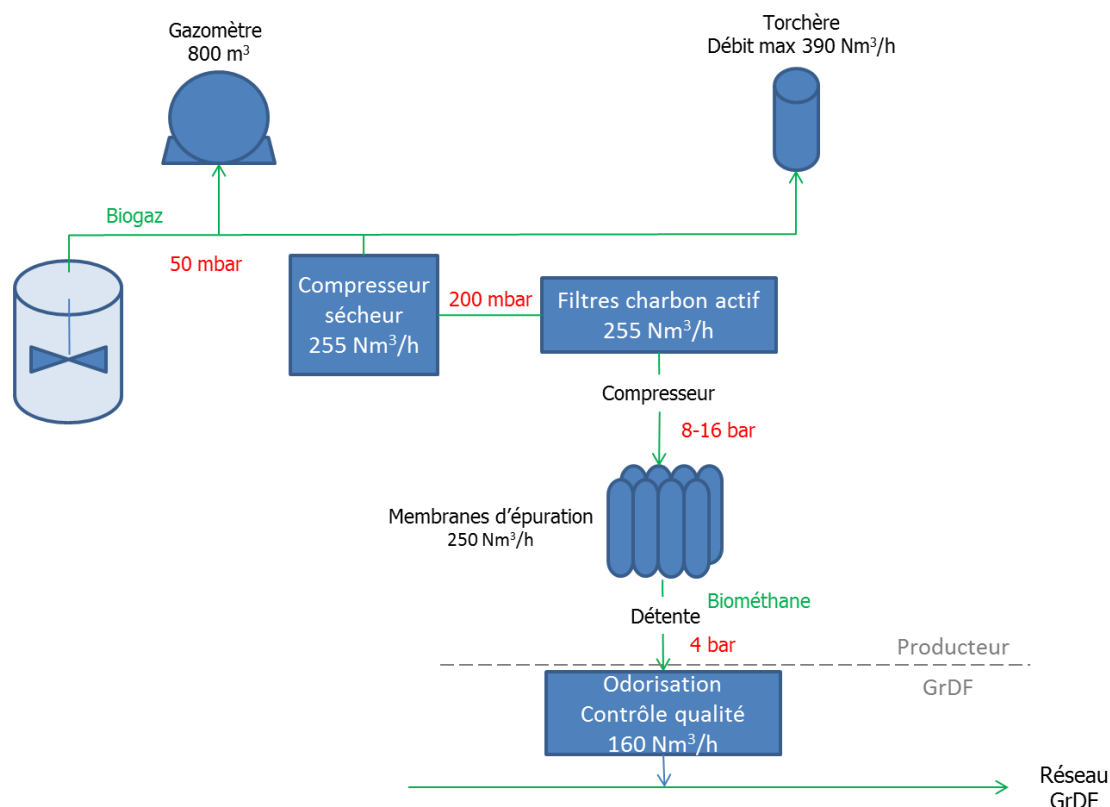 Gazomètre
800 m³
Torchère
Débit max 390 Nm³/h
Biogaz
50 mbar
Compresseur
sécheur
255 Nm³/h
200 mbar
Filtres charbon actif
255 Nm³/h
Compresseur
8-16 bar
Membranes d'épuration
250 Nm³/h
Biométhane
Détente
4 bar
Producteur
GrDF
Odorisation
Contrôle qualité
160 Nm³/h
Réseau
GrDF